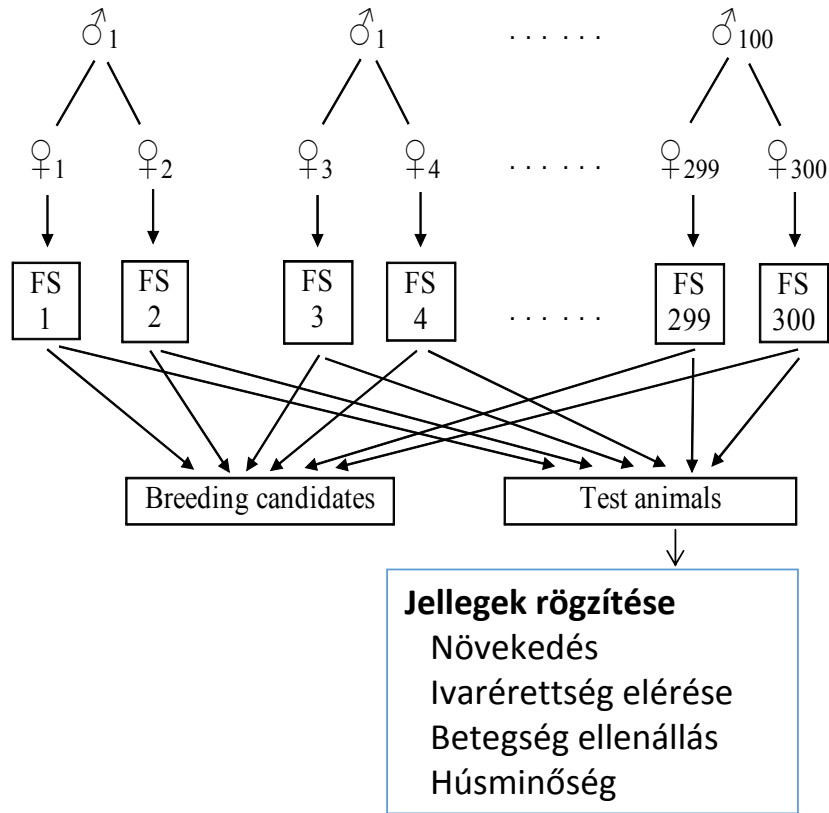 ♂1 ♂1 . . . . . . ♂100
♀1 ♀2 ♀3 ♀4 . . . . . . ♀299 ♀300
FS FS FS FS FS FS
1 2 3 4 . . . . . . 299 300
Breeding candidates Test animals
Jellegek rögzítése
Növekedés
Ivarérettség elérése
Betegség ellenállás
Húsminőség